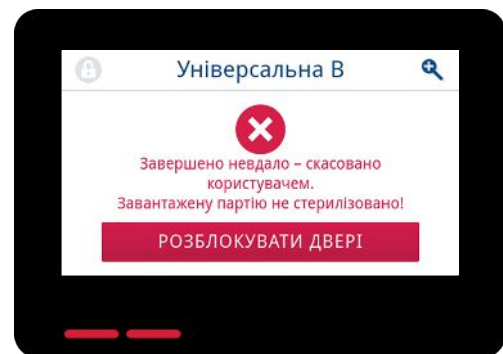 Універсальна В
Завершено невдало – скасовано
користувачем.
Завантажену партію не стерилізовано!
РОЗБЛОКУВАТИ ДВЕРІ